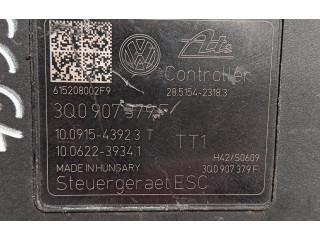 Ate
Controller
615208002F9
28.5154-2318.3
3Q0 907 379 F
10.0915-4392.3 T
TT1
10.0622-3934.1
H42/S0609
MADE IN HUNGARY
3Q0 907 379 F
Steuergeraet ESC